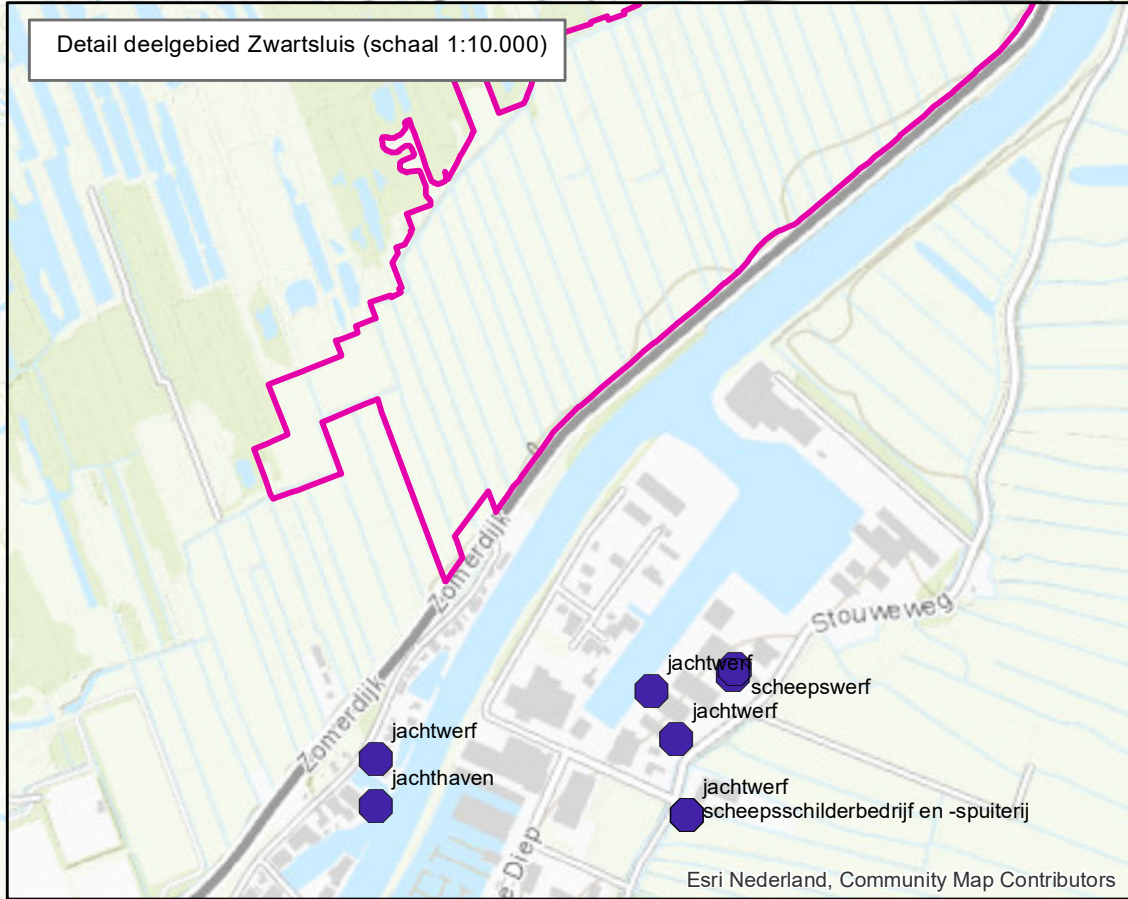 Detail deelgebied Zwartsluis (schaal 1:10.000)
Zomerdijk
Stouweweg
jachtwerf
scheepswerf
jachtwerf
Zomerdijk
jachtwerf
jachthaven
jachtwerf
scheepsschilderbedrijf en -spuiterij
Diep
Esri Nederland, Community Map Contributors